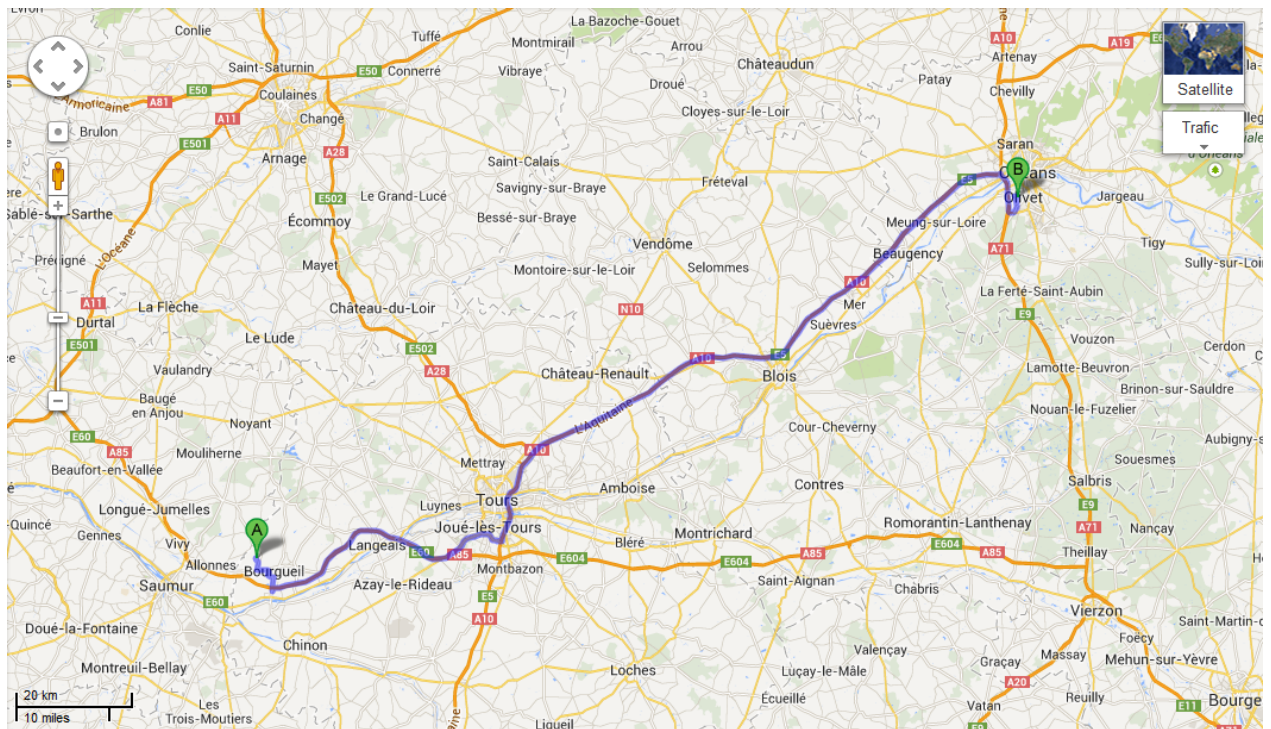 Evron
Conlie
Tuffé
La Bazoche-Gouet
Montmirail
Arrou
Châteaudun
Patay
A10
Artenay
A19
Saint-Saturnin
E50
Connerré
Vibraye
Droué
Chevilly
Satellite
E50
Coulaines
L'Armoricaine
A81
Changé
Cloyes-sur-le-Loir
Trafic
Brulon
A11
E501
Arnage
A28
Saint-Calais
Saran
d'Orléans
E5
B
Savigny-sur-Braye
Fréteval
Le Grand-Lucé
E502
Olivet
Jargeau
Sablé-sur-Sarthe
Écommoy
Bessé-sur-Braye
Meung-sur-Loire
Tigy
L'Océane
Vendôme
A71
Beaugency
Sully-sur-Loire
Précigné
Mayet
Montoire-sur-le-Loir
Selommes
A10
La Ferté-Saint-Aubin
A11
La Flèche
Château-du-Loir
N10
Mer
E9
Durtal
Suèvres
Vouzon
E501
Le Lude
E502
Cerdon
A10
E5
Lamotte-Beuvron
Vaulandry
A28
Château-Renault
Blois
Brinon-sur-Sauldre
Baugé
en Anjou
Noyant
L'Aquitaine
Nouan-le-Fuzelier
Cour-Cheverny
E60
A85
Mouliherne
A10
Aubigny-s
Mettray
Souesmes
Beaufort-en-Vallée
Contres
Salbris
Tours
Amboise
Luynes
E9
Longué-Jumelles
Quincé
A
Joué-lès-Tours
Montrichard
Romorantin-Lanthenay
A71
Nançay
Gennes
Vivy
Langeais
E60
A85
Bléré
E604
A85
E604
A85
Theillay
Allonnes
Bourgueil
Montbazon
Saumur
Azay-le-Rideau
Saint-Aignan
Chabris
E60
E5
Vierzon
Doué-la-Fontaine
A10
Saint-Martin-d
Chinon
Valençay
Foëcy
Massay
Montreuil-Bellay
Loches
Luçay-le-Mâle
Graçay
Mehun-sur-Yèvre
A20
20 km
Les
Trois-Moutiers
Écueillé
Vatan
Reuilly
E11
Bourge
10 miles
Ligueil
A71